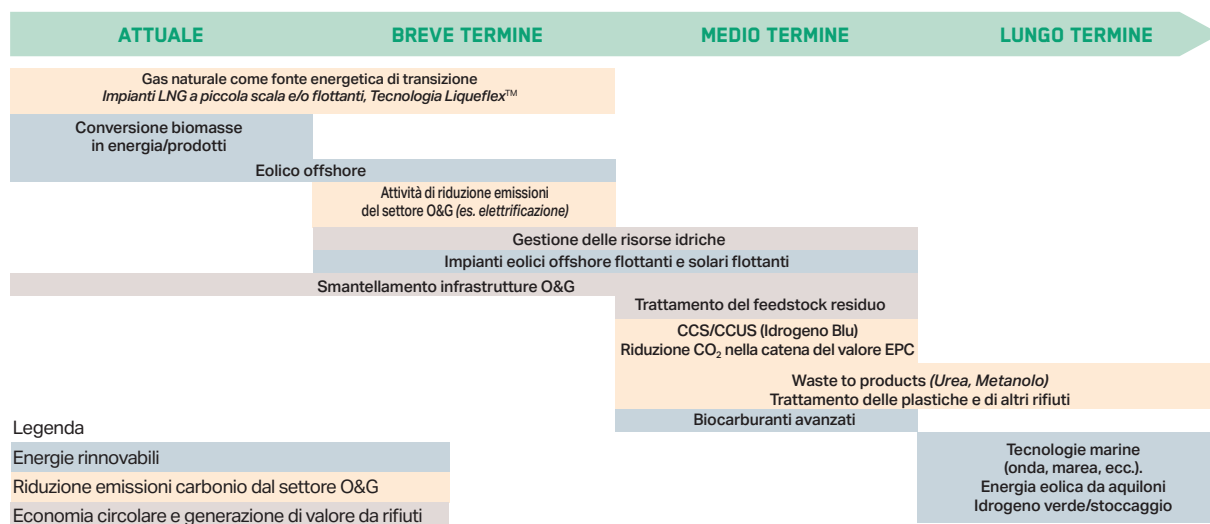 ATTUALE BREVE TERMINE MEDIO TERMINE LUNGO TERMINE
Gas naturale come fonte energetica di transizione
Impianti LNG a piccola scala e/o flottanti, Tecnologia Liqueflex™
Conversione biomasse
in energia/prodotti
Eolico offshore
Attività di riduzione emissioni
del settore O&G (es. elettrificazione)
Gestione delle risorse idriche
Impianti eolici offshore flottanti e solari flottanti
Smantellamento infrastrutture O&G
Trattamento del feedstock residuo
CCS/CCUS (Idrogeno Blu)
Riduzione CO₂ nella catena del valore EPC
Waste to products (Urea, Metanolo)
Trattamento delle plastiche e di altri rifiuti
Biocarburanti avanzati
Tecnologie marine
(onda, marea, ecc.).
Energia eolica da aquiloni
Idrogeno verde/stoccaggio
Legenda
Energie rinnovabili
Riduzione emissioni carbonio dal settore O&G
Economia circolare e generazione di valore da rifiuti